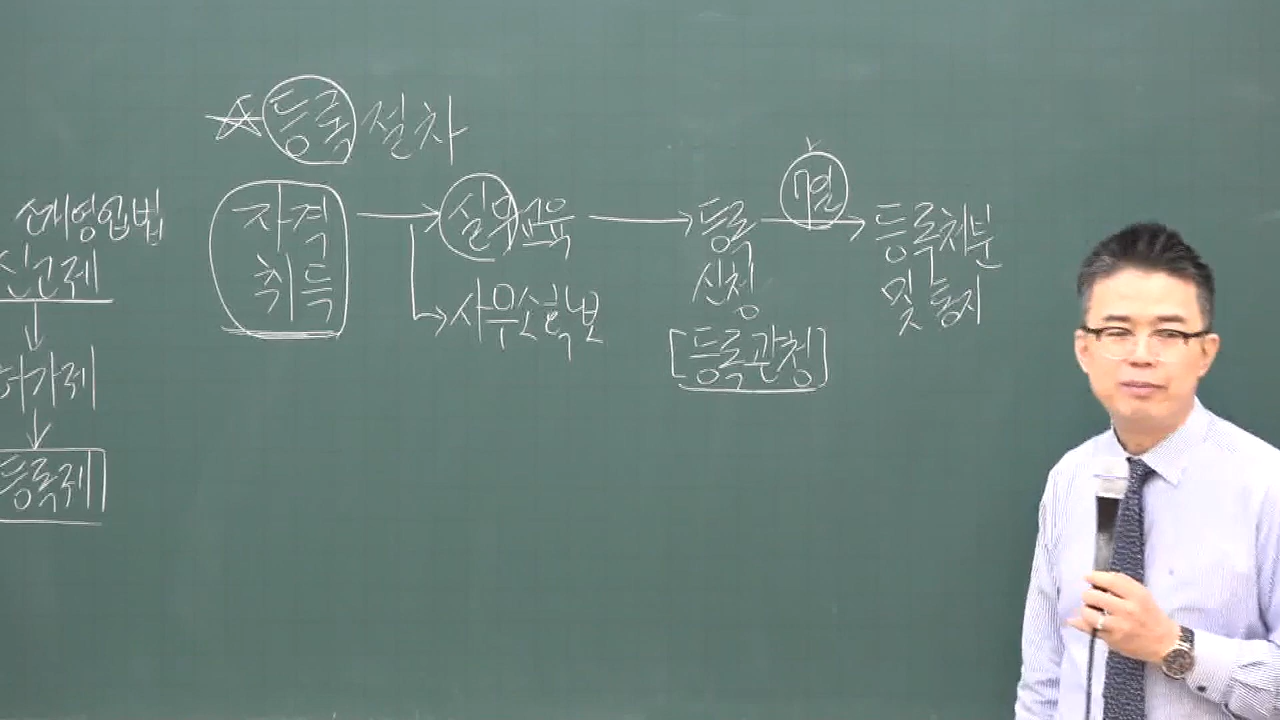 ☆등록 절차
소개영업법
신고제
허가제
등록제
자격
취득
실무교육
사무소확보
등록
신청
[등록관청]
7일
등록처분
및 통지